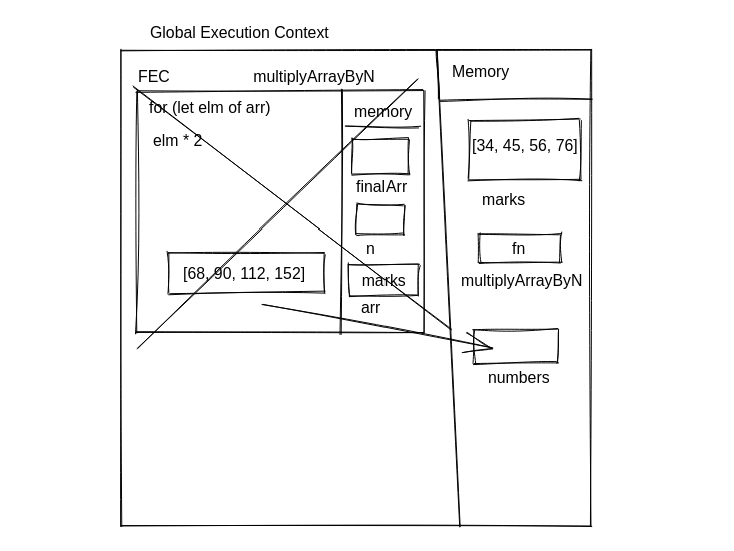 Global Execution Context
FEC
multiplyArrayByN
for (let elm of arr)
elm * 2
[68, 90, 112, 152]
memory
finalArr
n
marks
arr
Memory
[34, 45, 56, 76]
marks
fn
multiplyArrayByN
numbers